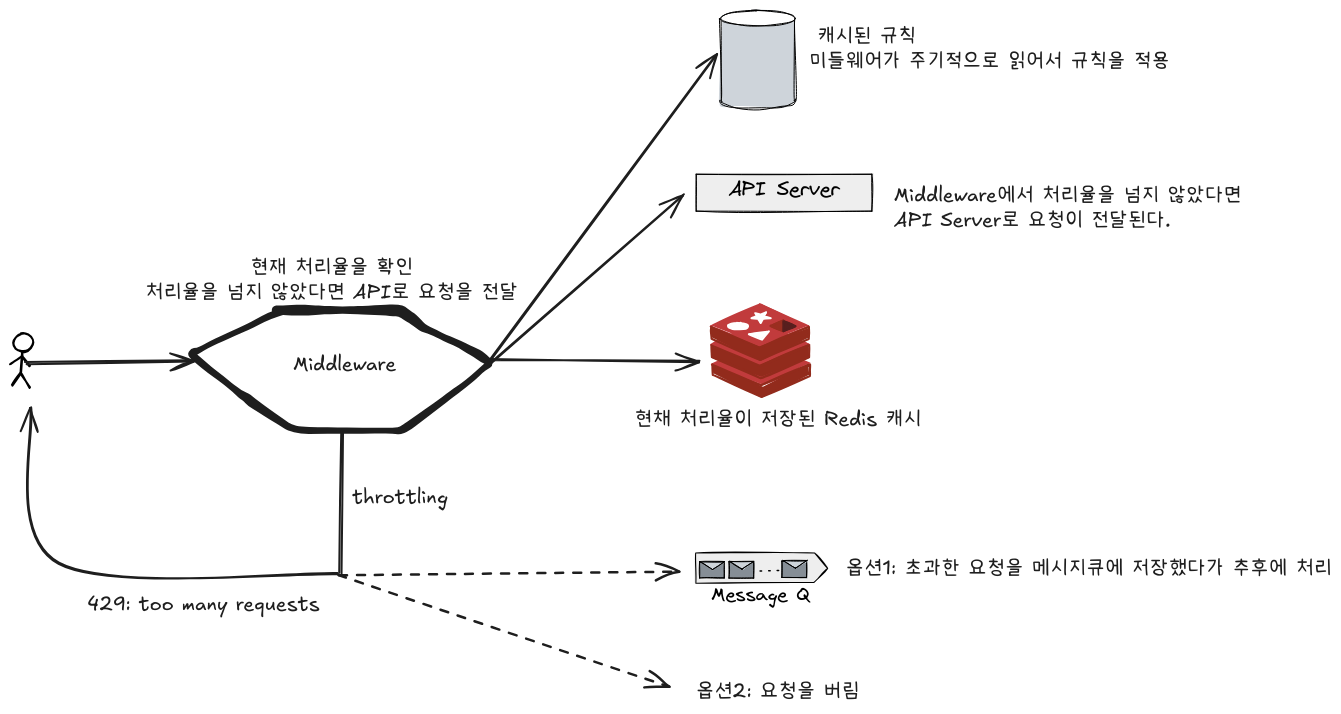 캐시된 규칙
미들웨어가 주기적으로 읽어서 규칙을 적용
API Server
Middleware에서 처리율을 넘지 않았다면
API Server로 요청이 전달된다.
현재 처리율을 확인
처리율을 넘지 않았다면 API로 요청을 전달
Middleware
현채 처리율이 저장된 Redis 캐시
throttling
429: too many requests
Message Q
옵션1: 초과한 요청을 메시지큐에 저장했다가 추후에 처리
옵션2: 요청을 버림